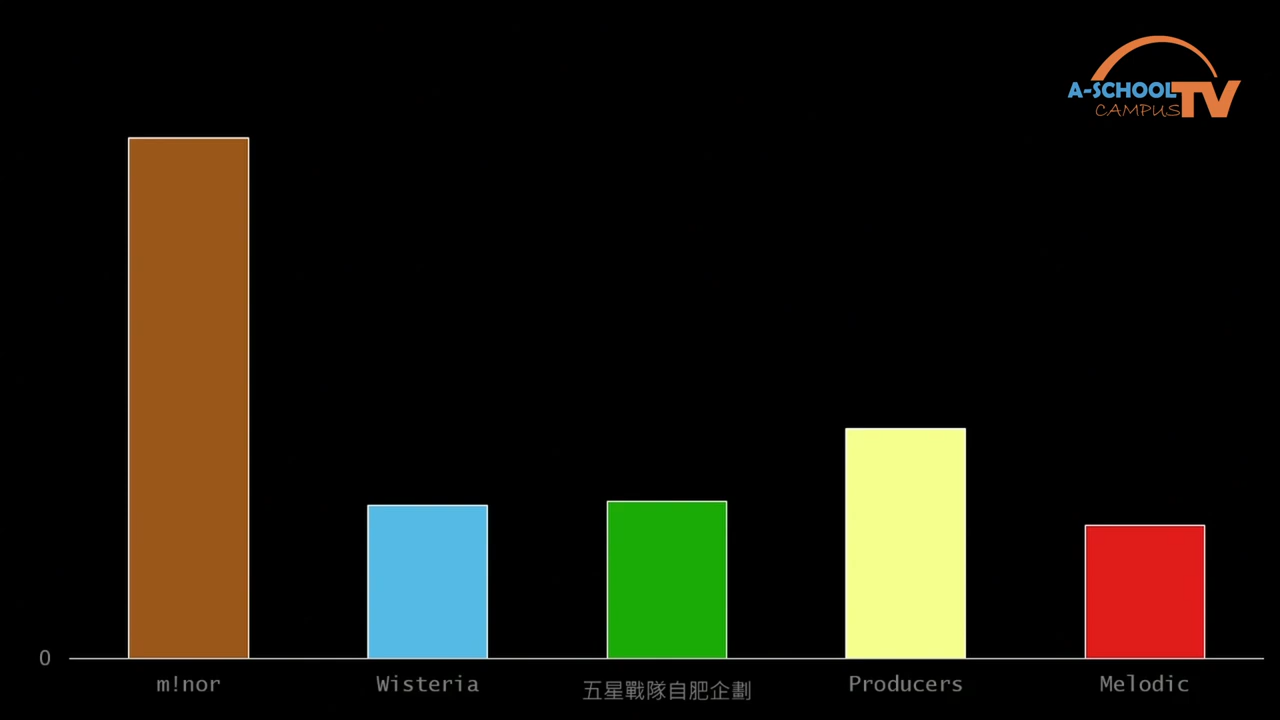 A-SCHOOL TV
CAMPUS
0
m!nor
Wisteria
五星戰隊自肥企劃
Producers
Melodic